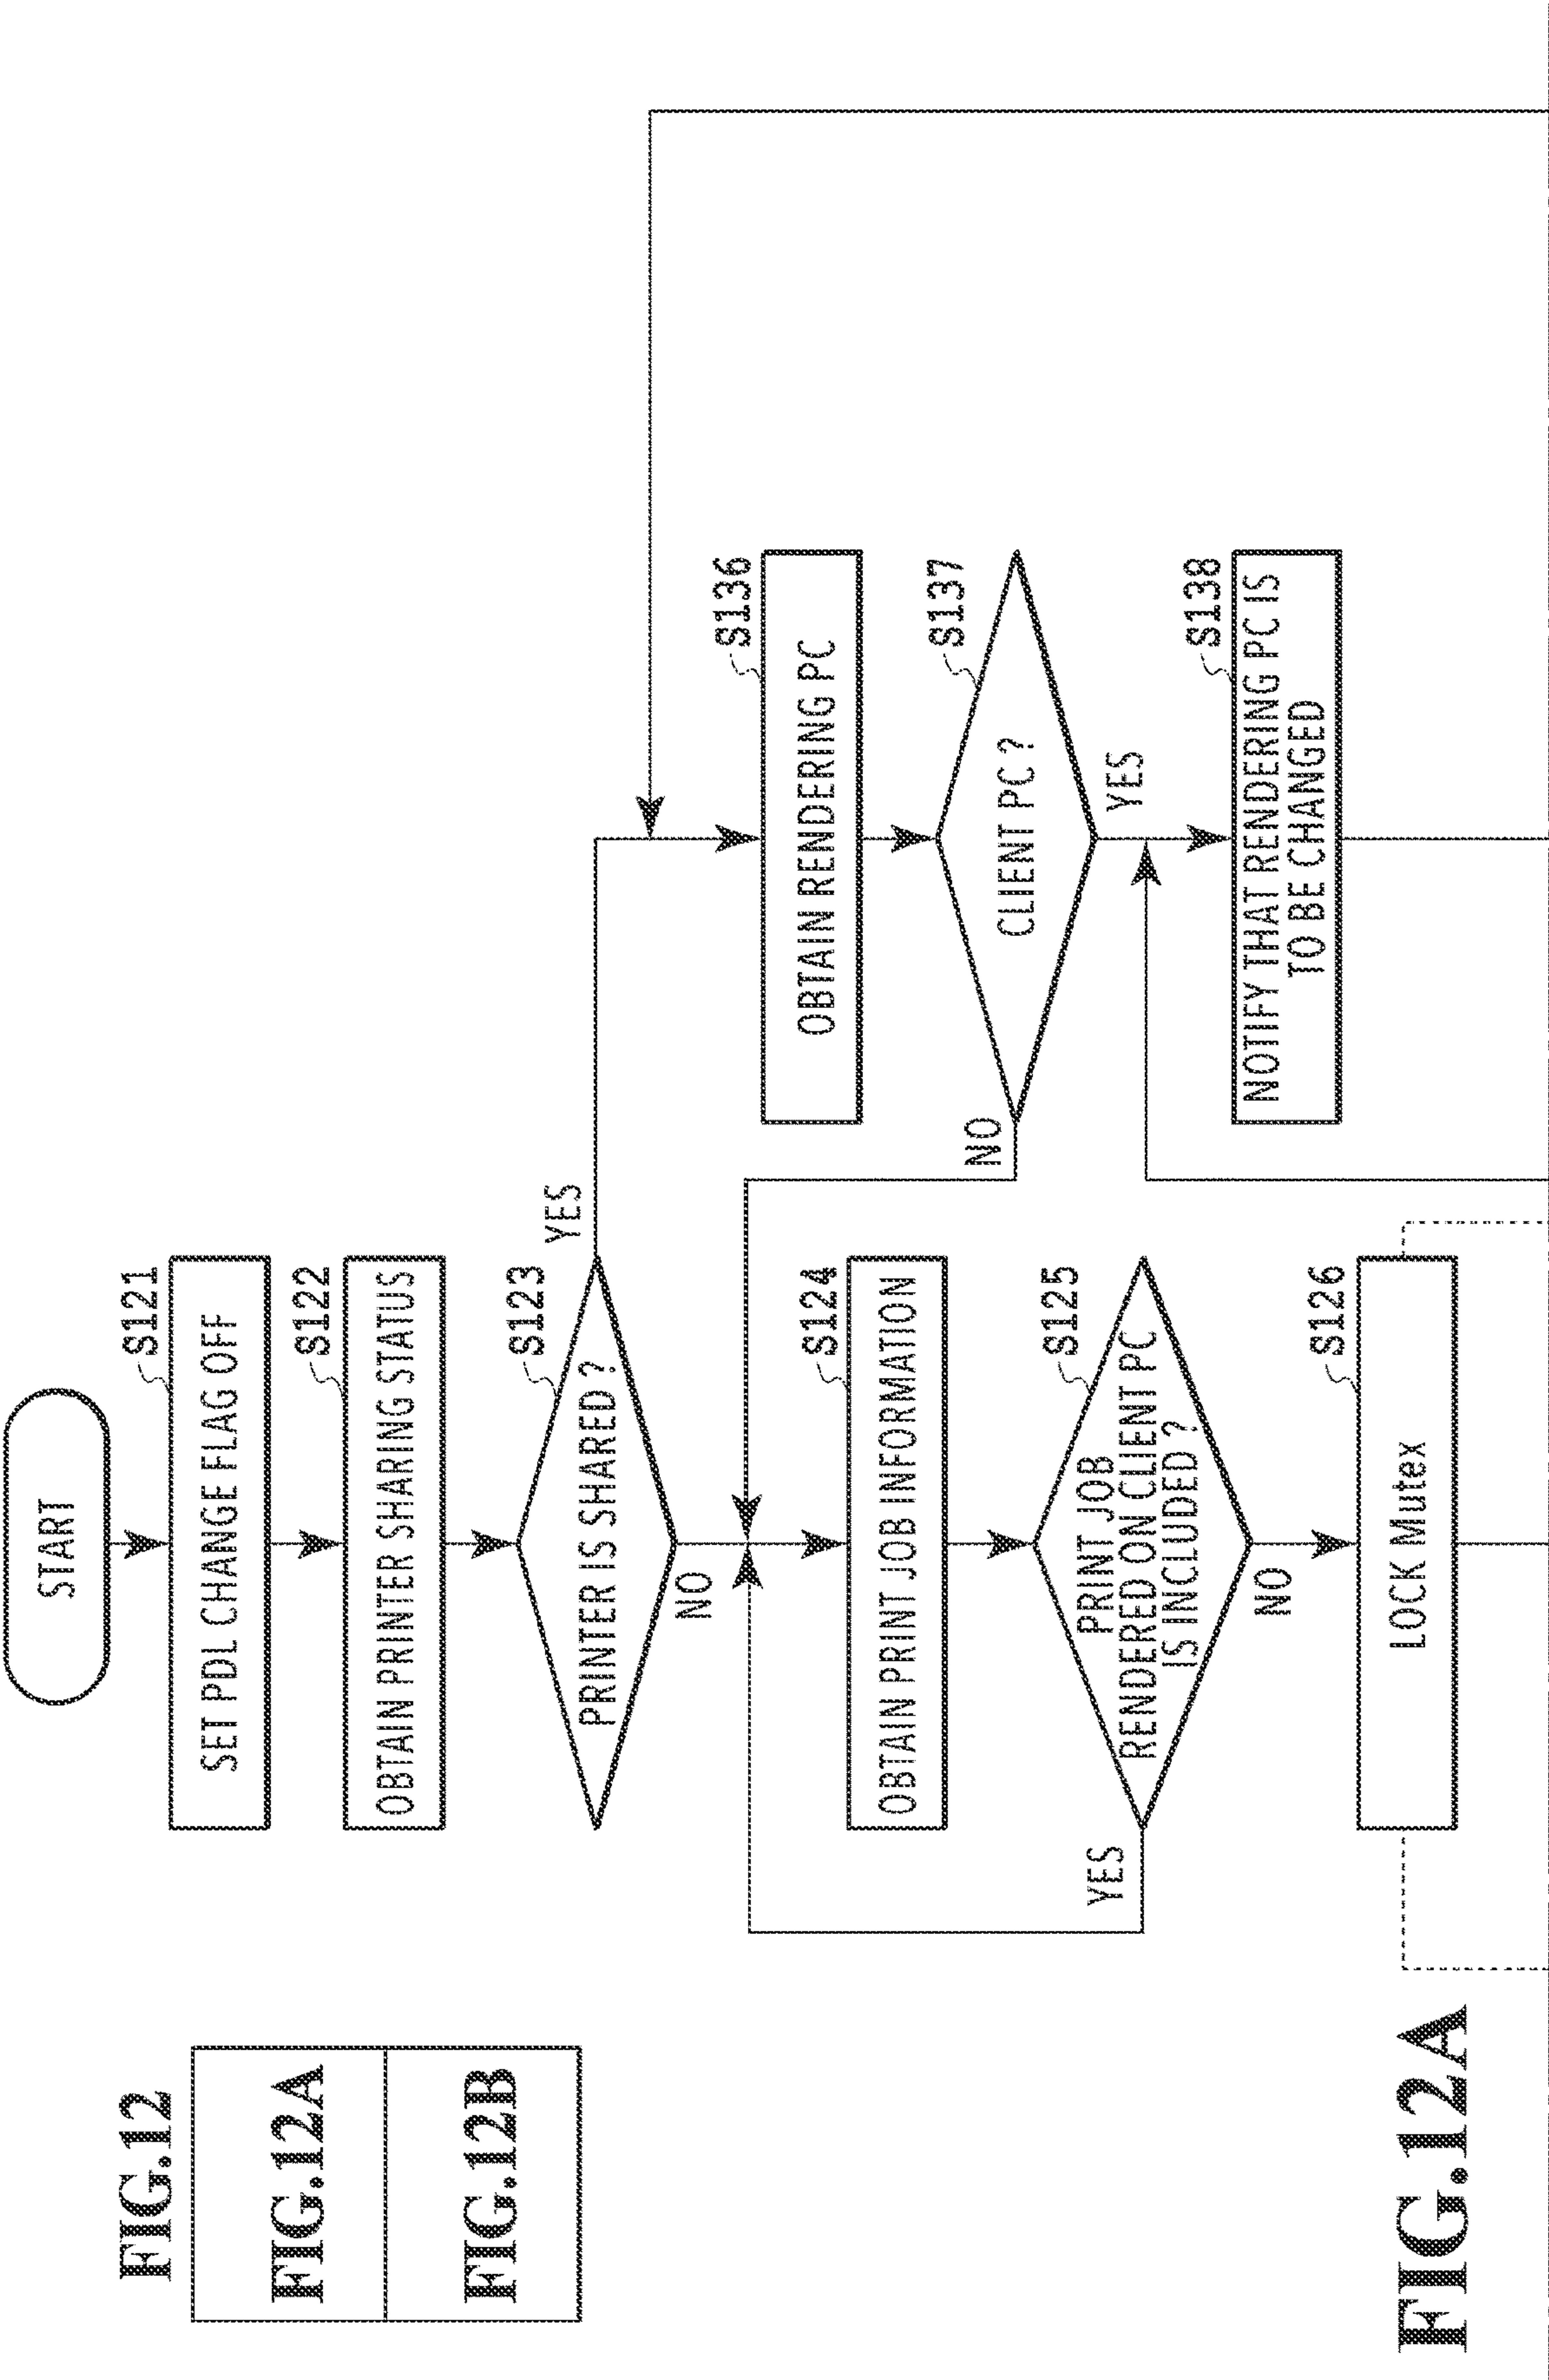 FIG.12
FIG.12A
FIG.12B
START
S121
SET PDL CHANGE FLAG OFF
S122
OBTAIN PRINTER SHARING STATUS
S123
PRINTER IS SHARED ?
YES
NO
S136
OBTAIN RENDERING PC
S137
CLIENT PC ?
NO
YES
S138
NOTIFY THAT RENDERING PC IS
TO BE CHANGED
S124
OBTAIN PRINT JOB INFORMATION
S125
PRINT JOB
RENDERED ON CLIENT PC
IS INCLUDED ?
YES
NO
S126
LOCK Mutex
FIG.12A